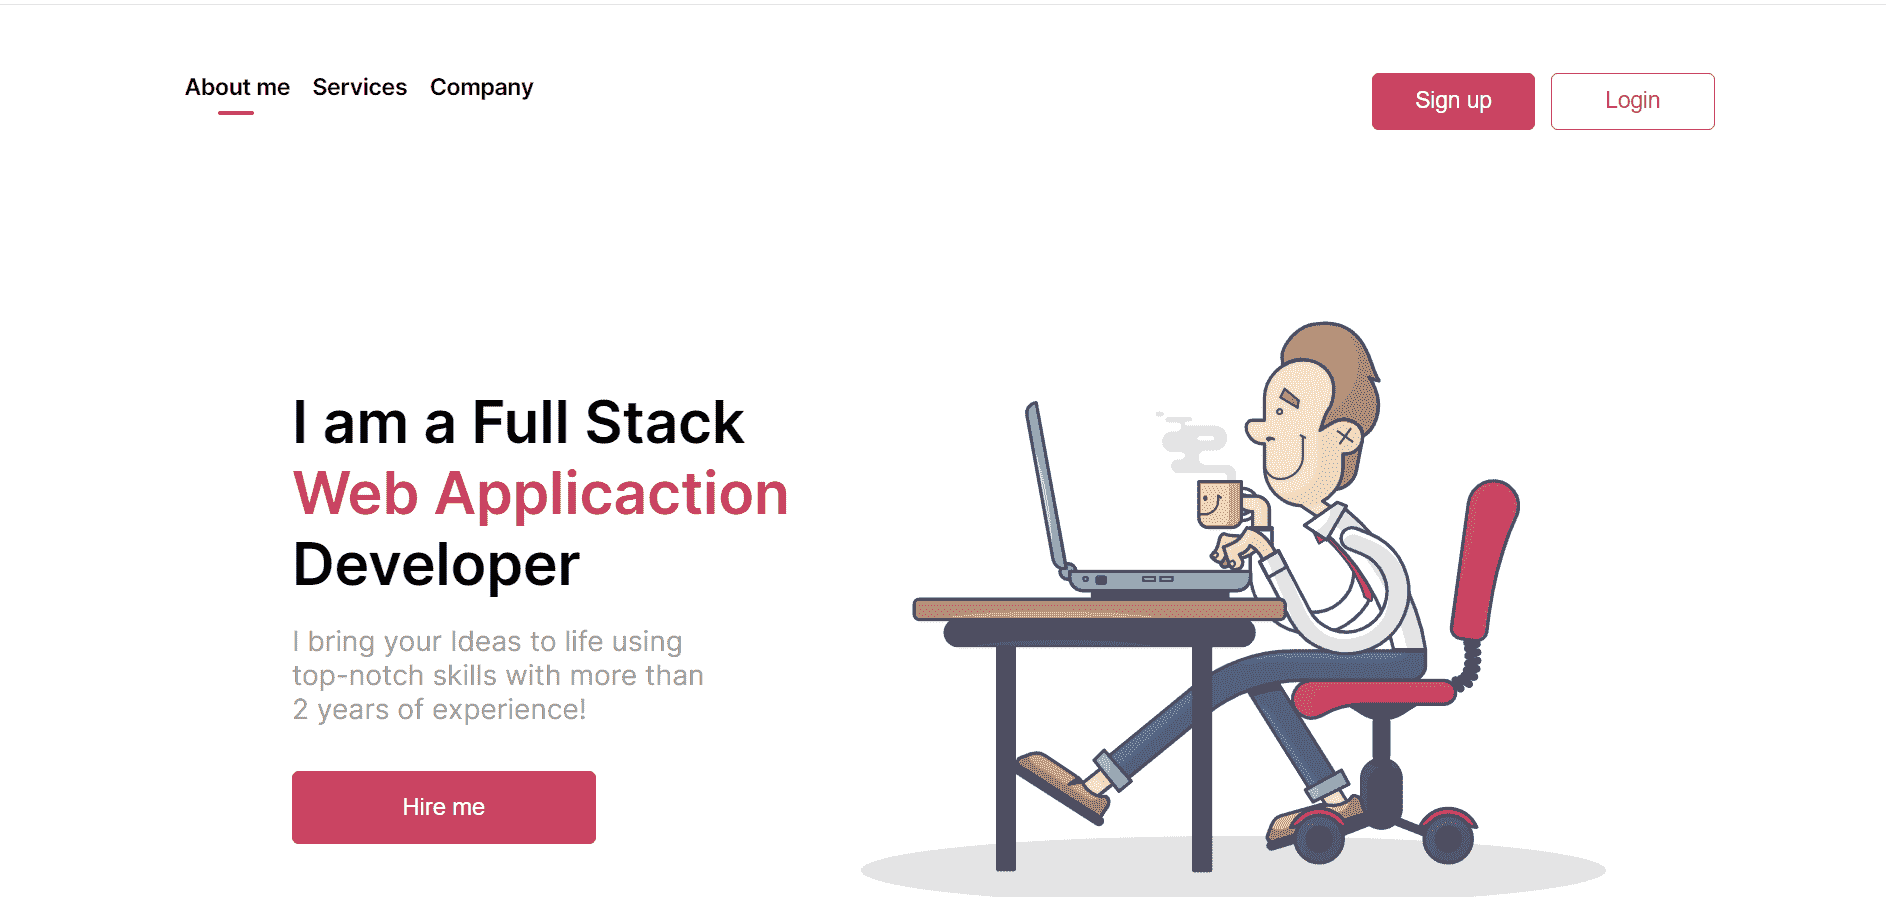 About me Services Company Sign up Login
I am a Full Stack
Web Applicaction
Developer
I bring your Ideas to life using
top-notch skills with more than
2 years of experience!
Hire me